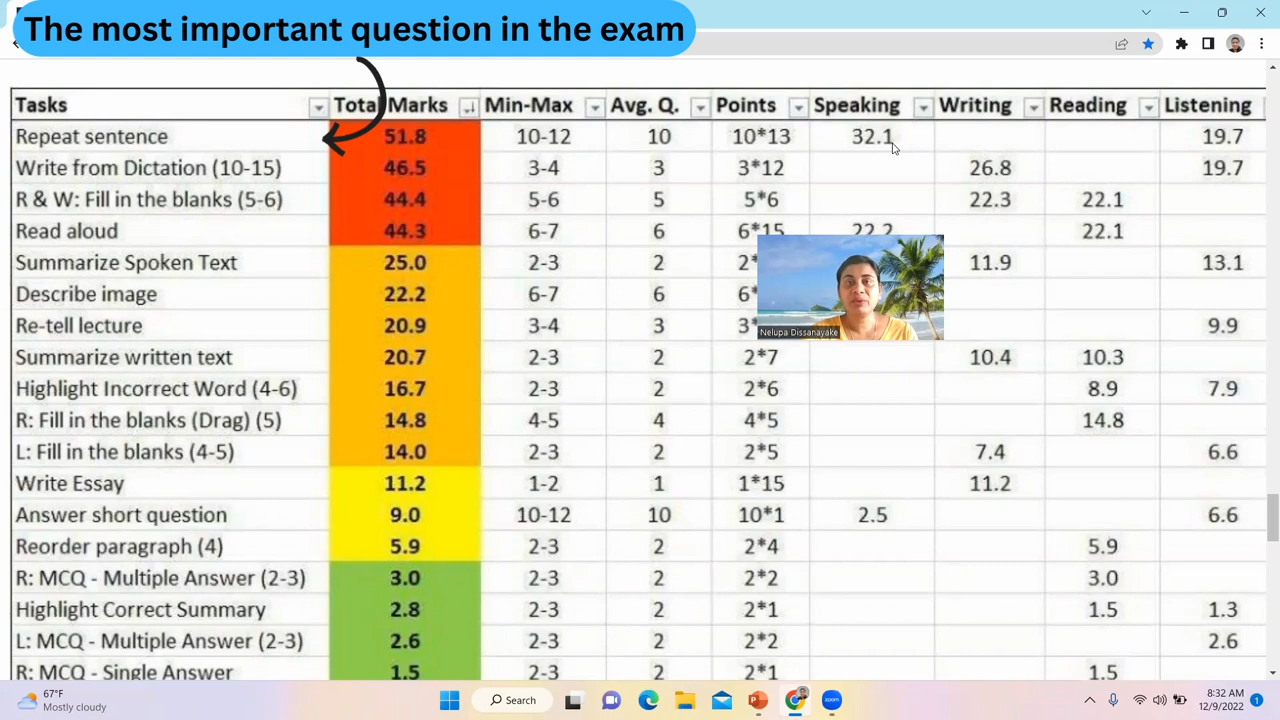 The most important question in the exam
Tasks Total Marks Min-Max Avg. Q. Points Speaking Writing Reading Listening
Repeat sentence 51.8 10-12 10 10*13 32.1 19.7
Write from Dictation (10-15) 46.5 3-4 3 3*12 26.8 19.7
R & W: Fill in the blanks (5-6) 44.4 5-6 5 5*6 22.3 22.1
Read aloud 44.3 6-7 6 6*15 22.2 22.1
Summarize Spoken Text 25.0 2-3 2 11.9 13.1
Describe image 22.2 6-7 6
Re-tell lecture 20.9 3-4 3 9.9
Nelupa Dissanayake
Summarize written text 20.7 2-3 2 2*7 10.4 10.3
Highlight Incorrect Word (4-6) 16.7 2-3 2 2*6 8.9 7.9
R: Fill in the blanks (Drag) (5) 14.8 4-5 4 4*5 14.8
L: Fill in the blanks (4-5) 14.0 2-3 2 2*5 7.4 6.6
Write Essay 11.2 1-2 1 1*15 11.2
Answer short question 9.0 10-12 10 10*1 2.5 6.6
Reorder paragraph (4) 5.9 2-3 2 2*4 5.9
R: MCQ - Multiple Answer (2-3) 3.0 2-3 2 2*2 3.0
Highlight Correct Summary 2.8 2-3 2 2*1 1.5 1.3
L: MCQ - Multiple Answer (2-3) 2.6 2-3 2 2*2 2.6
R: MCQ - Single Answer 1.5 2-3 2 2*1 1.5
67°F
Mostly cloudy
Search
zoom
8:32 AM
12/9/2022
1